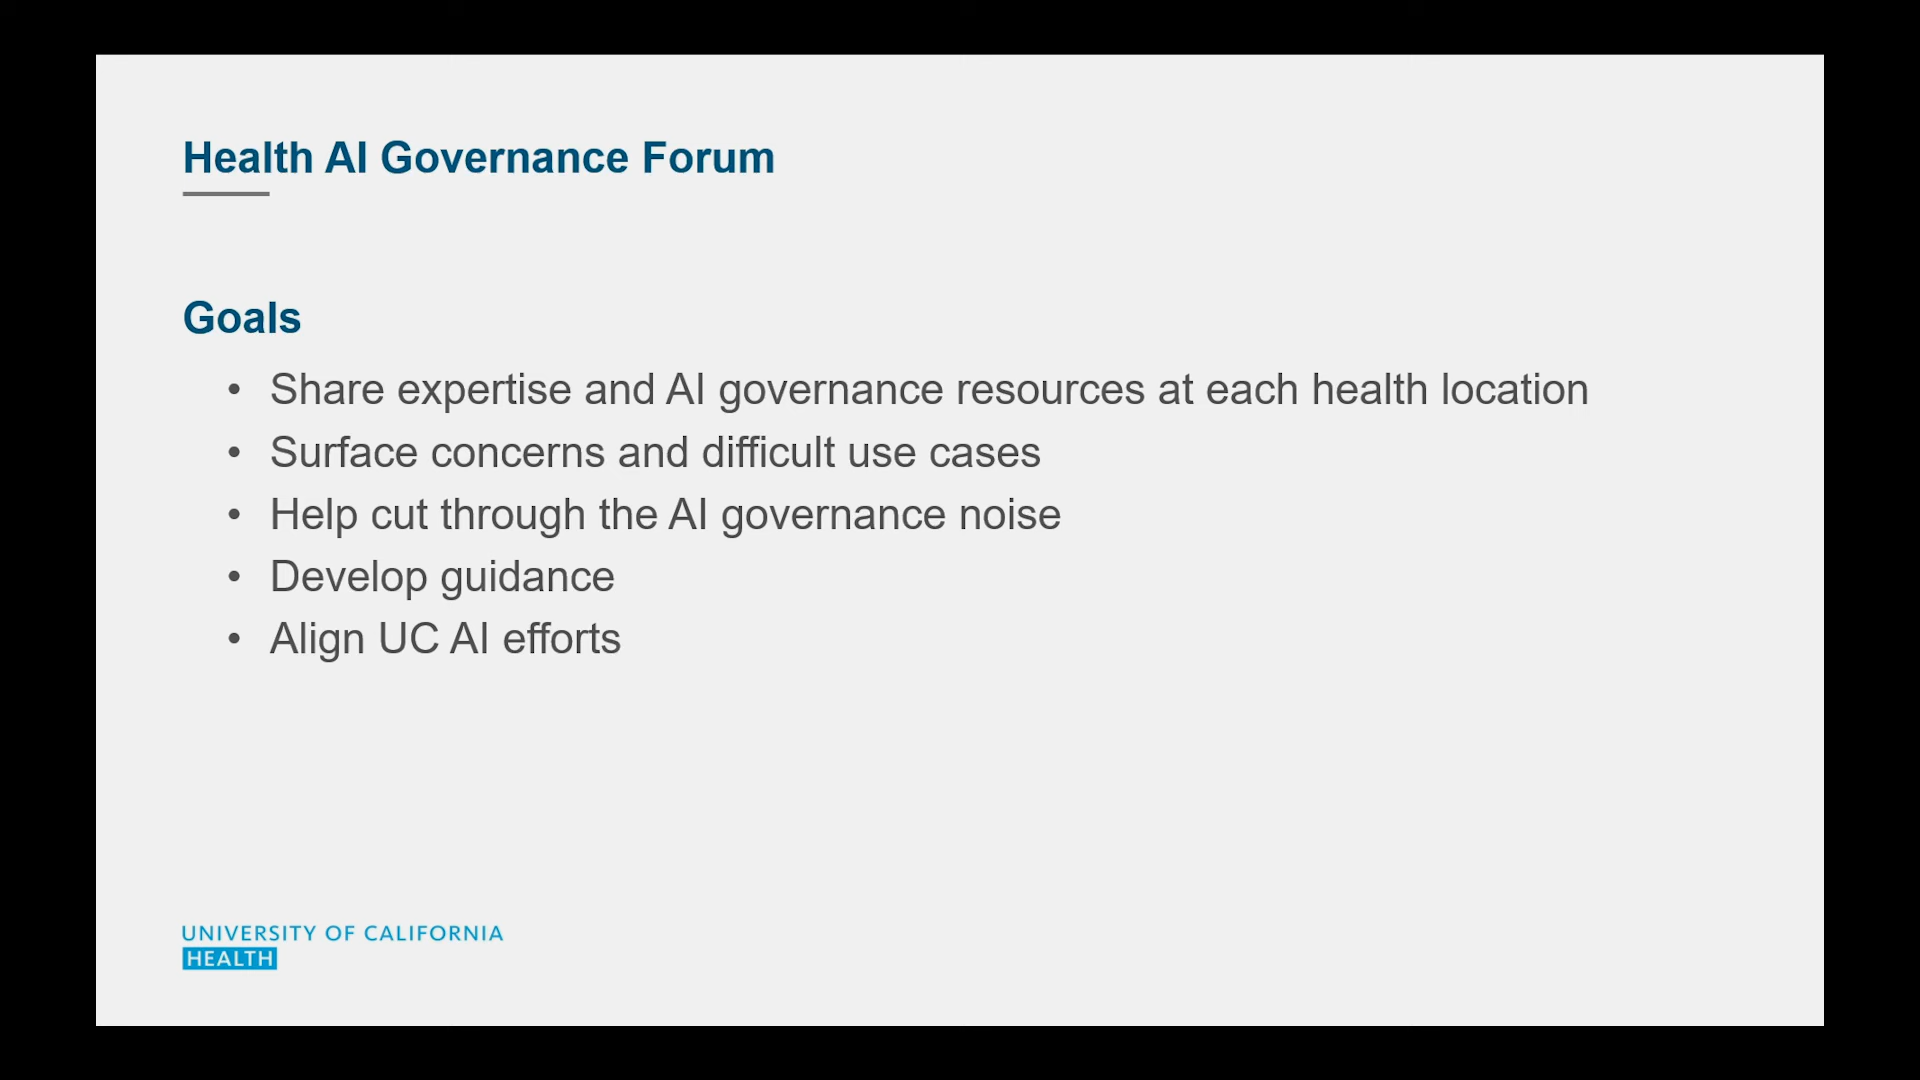 Health AI Governance Forum
Goals
• Share expertise and AI governance resources at each health location
• Surface concerns and difficult use cases
• Help cut through the AI governance noise
• Develop guidance
• Align UC AI efforts
UNIVERSITY OF CALIFORNIA
HEALTH